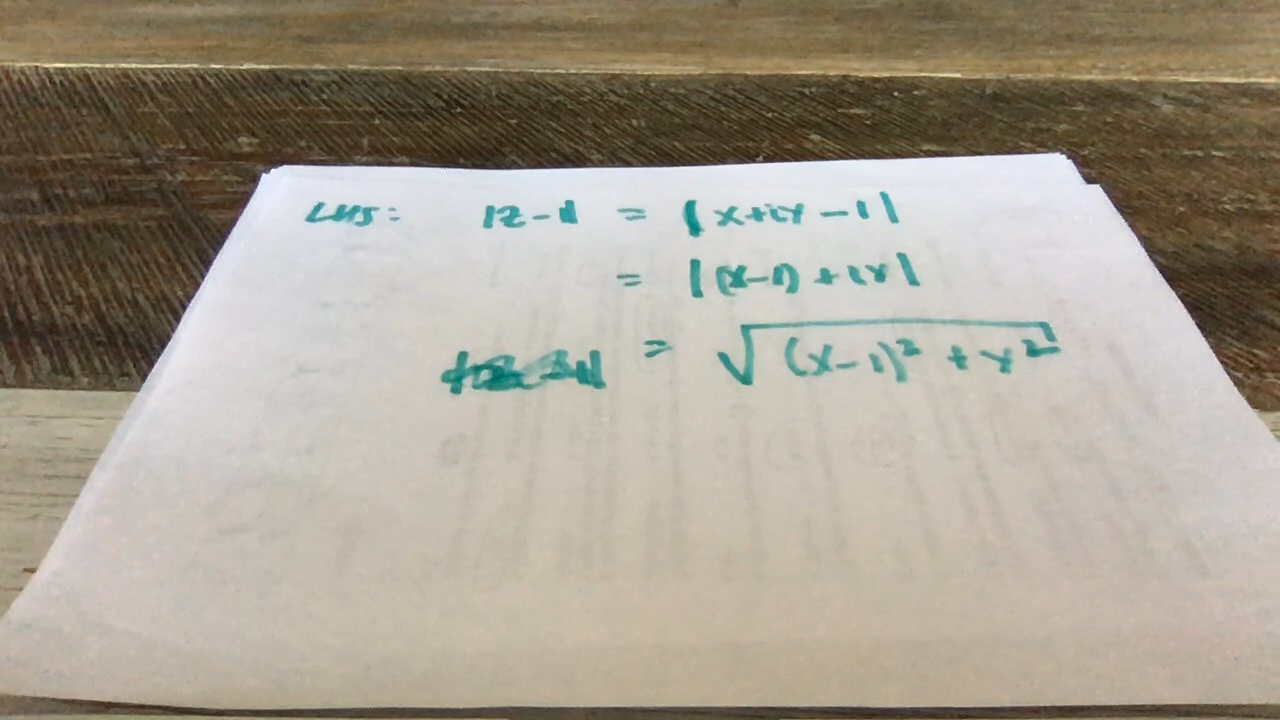 LHS: |z-1| = |x+iy-1|
= |(x-1)+iy|
= √((x-1)² + y²)